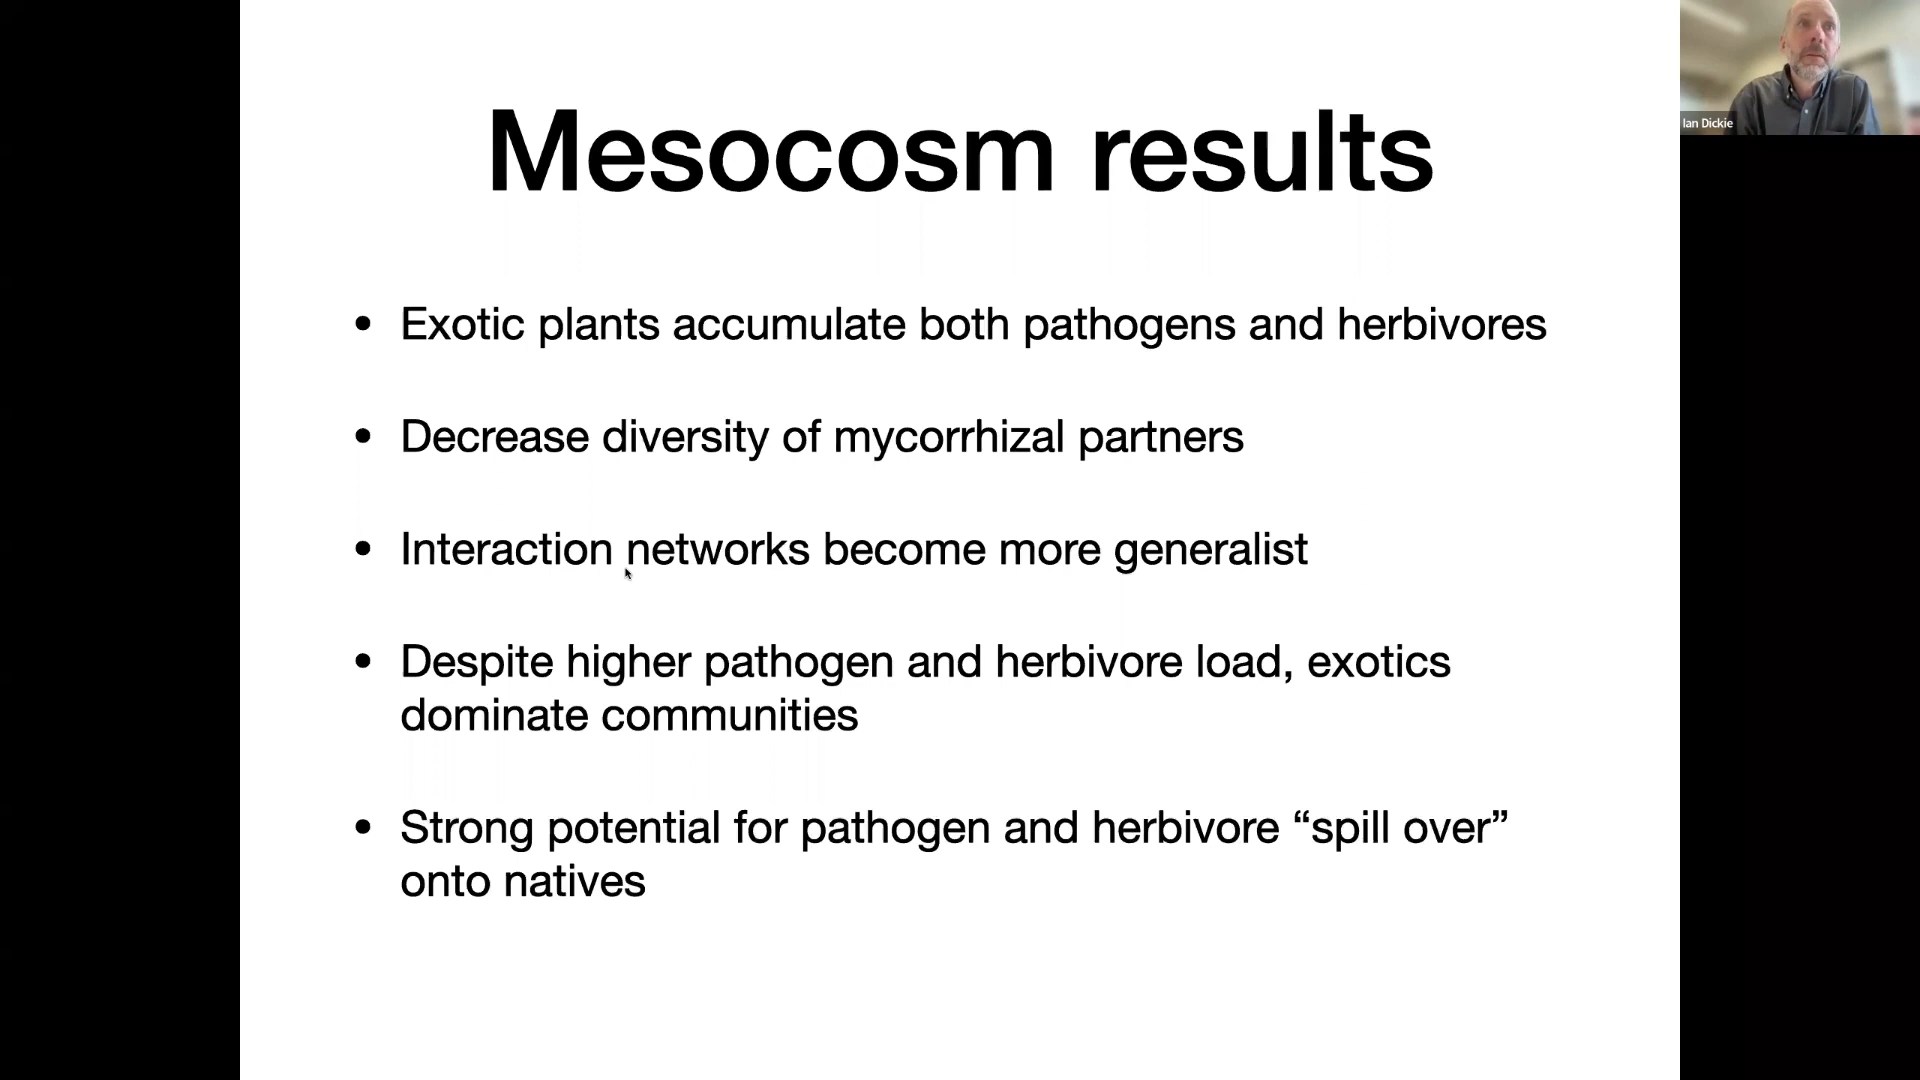 Mesocosm results
Ian Dickie
• Exotic plants accumulate both pathogens and herbivores
• Decrease diversity of mycorrhizal partners
• Interaction networks become more generalist
• Despite higher pathogen and herbivore load, exotics
dominate communities
• Strong potential for pathogen and herbivore “spill over”
onto natives